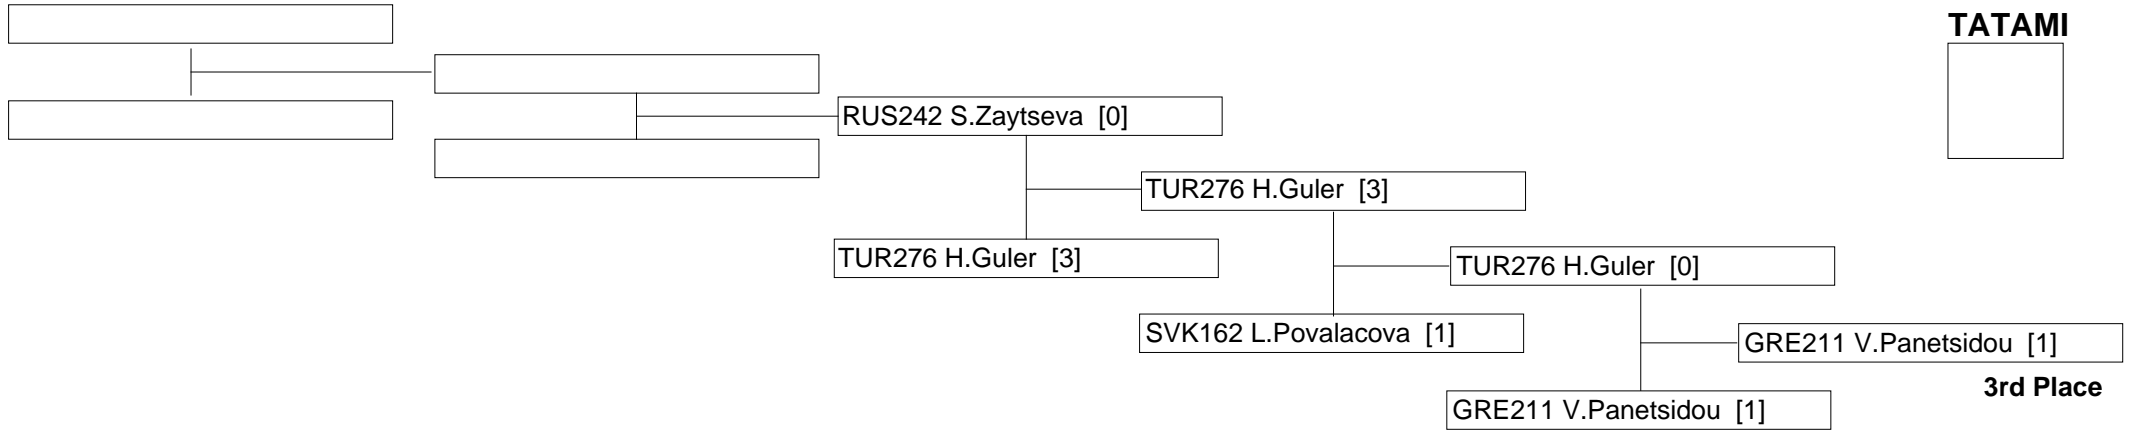 TATAMI
RUS242 S.Zaytseva [0]
TUR276 H.Guler [3]
TUR276 H.Guler [3]
TUR276 H.Guler [0]
SVK162 L.Povalacova [1]
GRE211 V.Panetsidou [1]
3rd Place
GRE211 V.Panetsidou [1]